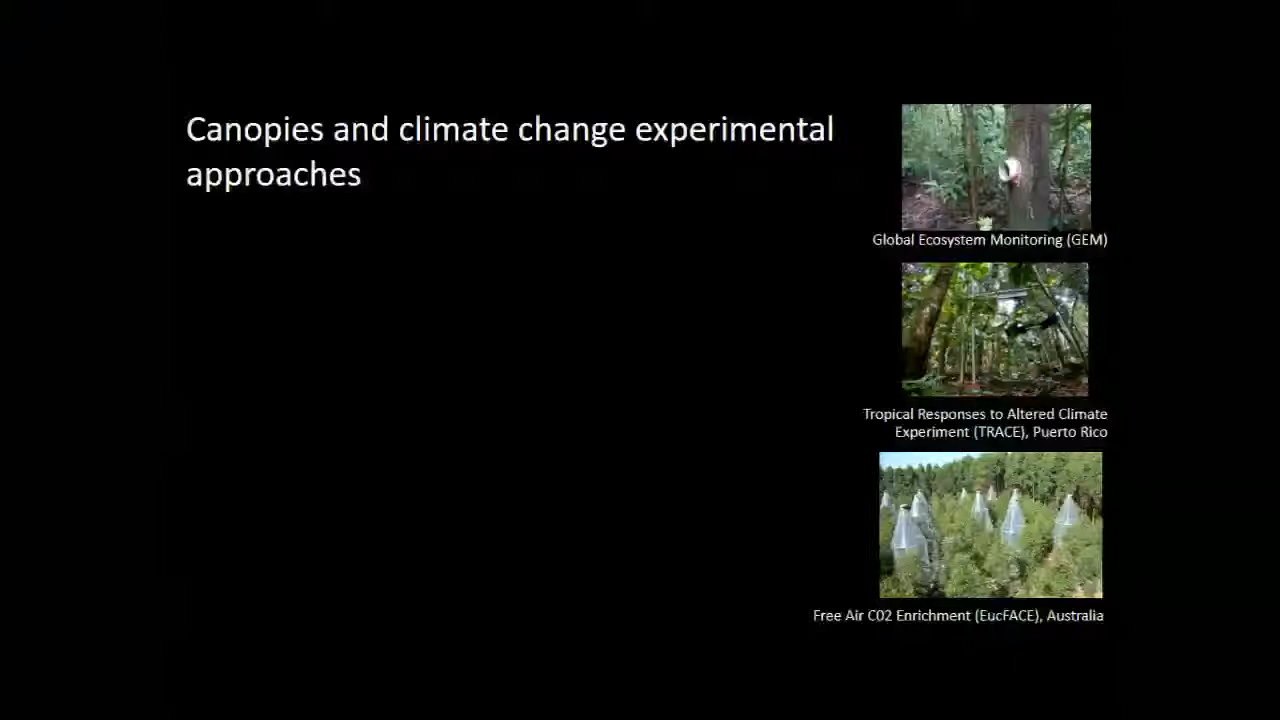 Canopies and climate change experimental
approaches
Global Ecosystem Monitoring (GEM)
Tropical Responses to Altered Climate
Experiment (TRACE), Puerto Rico
Free Air C02 Enrichment (EucFACE), Australia